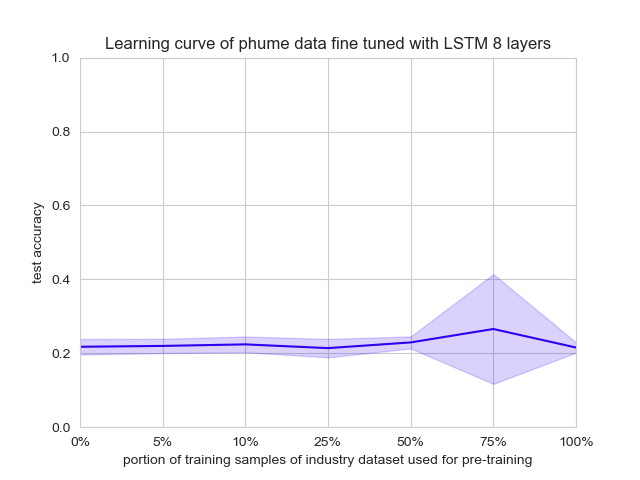 Learning curve of phume data fine tuned with LSTM 8 layers
1.0
0.8
0.6
0.4
0.2
0.0
test accuracy
0% 5% 10% 25% 50% 75% 100%
portion of training samples of industry dataset used for pre-training